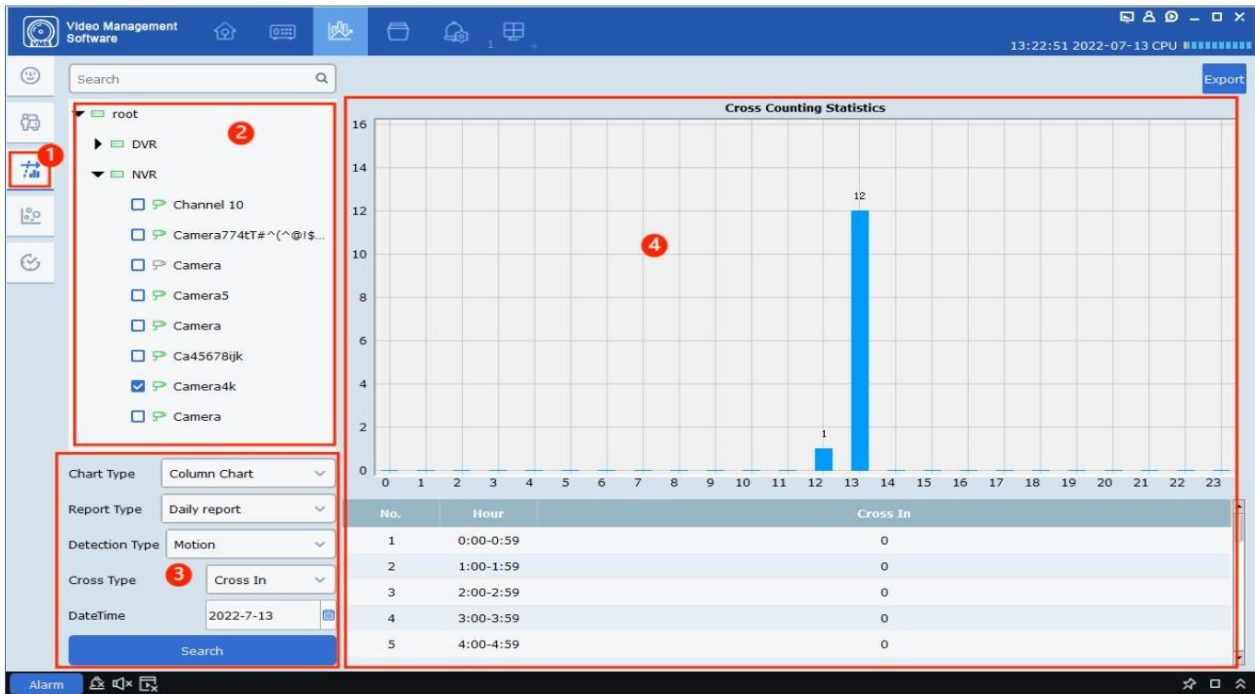 Video Management
Software
1
13:22:51 2022-07-13 CPU
Search
Export
1
2
root
DVR
NVR
Channel 10
Camera774tT#^(^@!$...
Camera
Camera5
Camera
Ca45678ijk
Camera4k
Camera
Chart Type Column Chart
Report Type Daily report
Detection Type Motion
3
Cross Type Cross In
DateTime 2022-7-13
Search
Cross Counting Statistics
16
14
12
10
8
6
4
2
0
4
1
12
0 1 2 3 4 5 6 7 8 9 10 11 12 13 14 15 16 17 18 19 20 21 22 23
No. Hour Cross In
1 0:00-0:59 0
2 1:00-1:59 0
3 2:00-2:59 0
4 3:00-3:59 0
5 4:00-4:59 0
Alarm